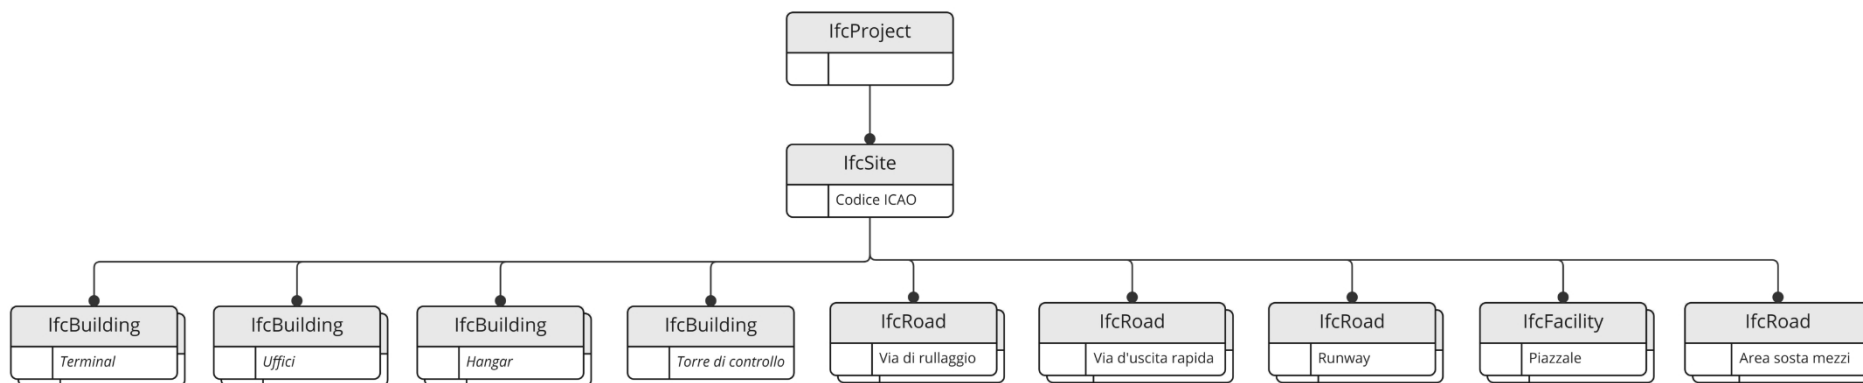 IfcProject
IfcSite
Codice ICAO
IfcBuilding
Terminal
IfcBuilding
Uffici
IfcBuilding
Hangar
IfcBuilding
Torre di controllo
IfcRoad
Via di rullaggio
IfcRoad
Via d'uscita rapida
IfcRoad
Runway
IfcFacility
Piazzale
IfcRoad
Area sosta mezzi